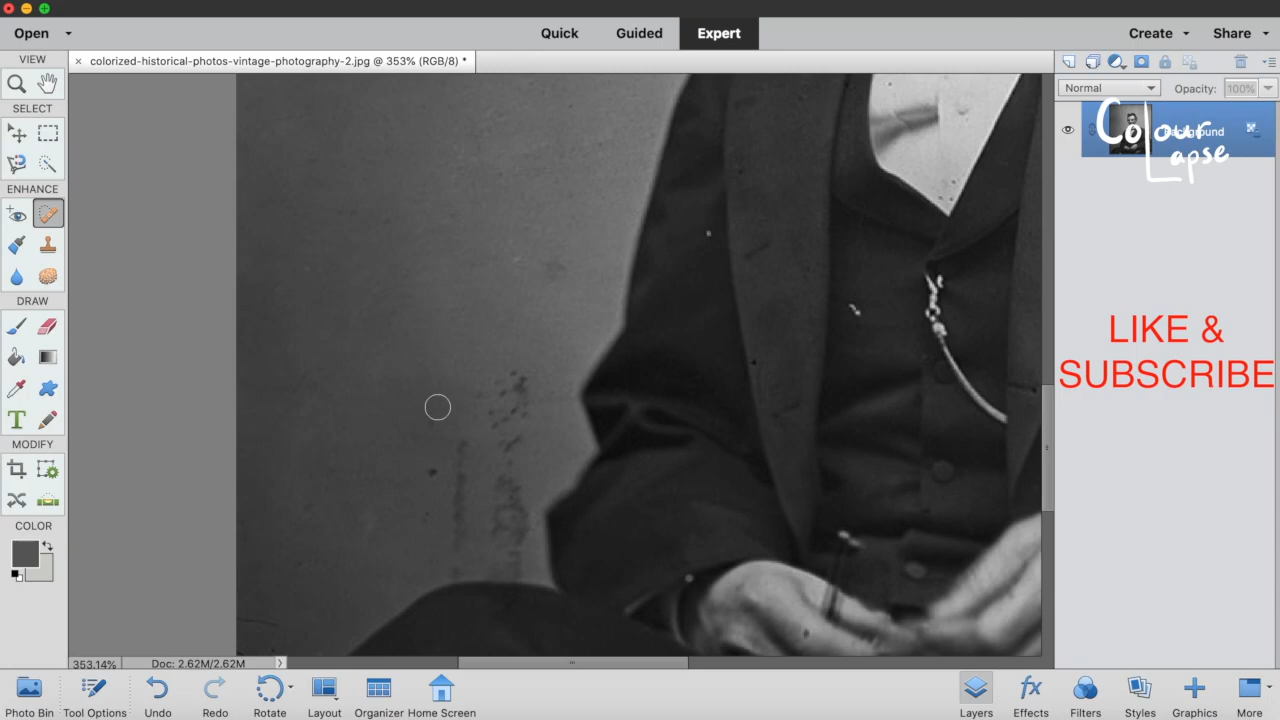 Open
Quick
Guided
Expert
Create
Share
VIEW
× colorized-historical-photos-vintage-photography-2.jpg @ 353% (RGB/8) *
Normal
Opacity: 100%
SELECT
Background
Colour
Lapse
ENHANCE
DRAW
LIKE &
SUBSCRIBE
T
MODIFY
COLOR
353.14%
Doc: 2.62M/2.62M
fx
Photo Bin
Tool Options
Undo
Redo
Rotate
Layout
Organizer
Home Screen
Layers
Effects
Filters
Styles
Graphics
More